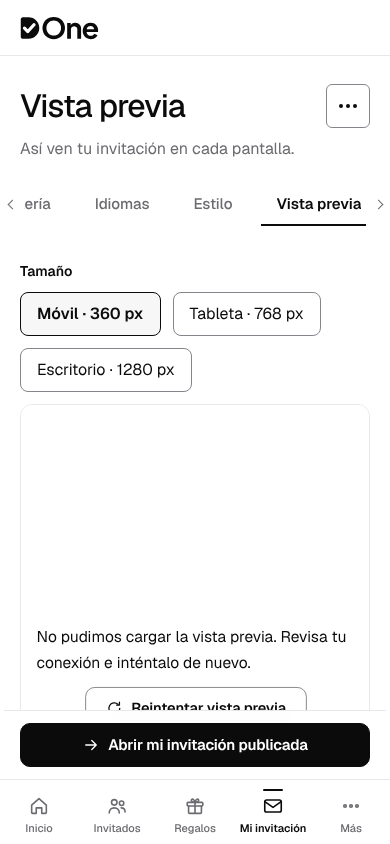 One
Vista previa
Así ven tu invitación en cada pantalla.
ería
Idiomas
Estilo
Vista previa
Tamaño
Móvil · 360 px
Tableta · 768 px
Escritorio · 1280 px
No pudimos cargar la vista previa. Revisa tu
conexión e inténtalo de nuevo.
Reintentar vista previa
Abrir mi invitación publicada
Inicio
Invitados
Regalos
Mi invitación
Más